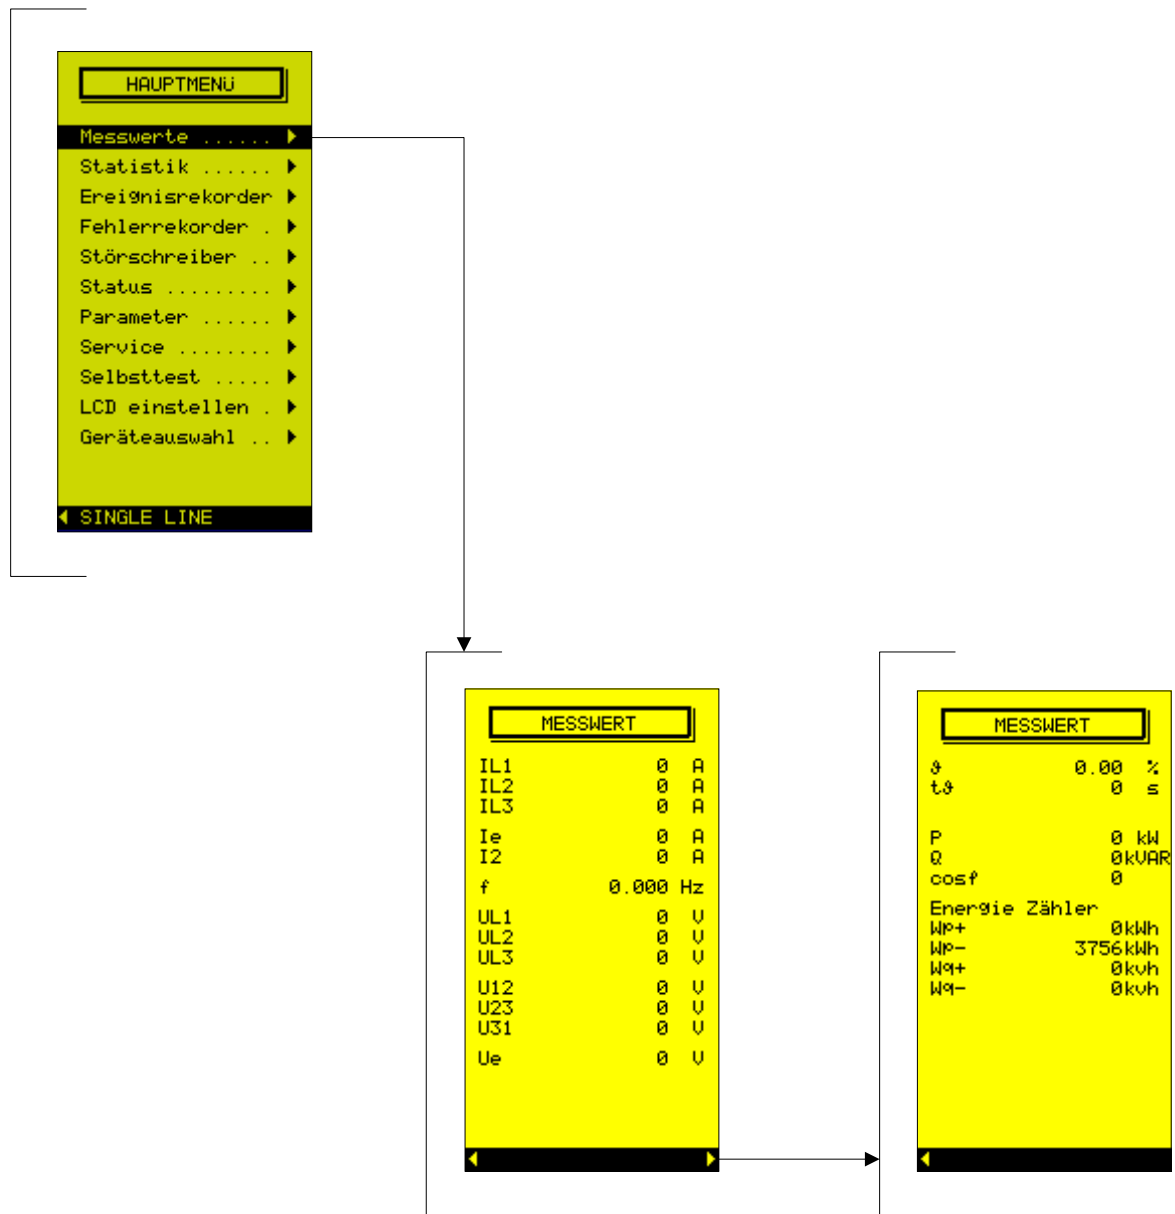 HAUPTMENü
Messwerte ......
Statistik ......
Ereignisrekorder
Fehlerrekorder .
Störschreiber ..
Status .........
Parameter ......
Service ........
Selbsttest .....
LCD einstellen .
Geräteauswahl ..
SINGLE LINE
MESSWERT
IL1 0 A
IL2 0 A
IL3 0 A
Ie 0 A
I2 0 A
f 0.000 Hz
UL1 0 V
UL2 0 V
UL3 0 V
U12 0 V
U23 0 V
U31 0 V
Ue 0 V
MESSWERT
ϑ 0.00 %
tϑ 0 s
P 0 kW
Q 0kVAR
cosf 0
Energie Zähler
Wp+ 0kWh
Wp- 3756kWh
Wq+ 0kvh
Wq- 0kvh